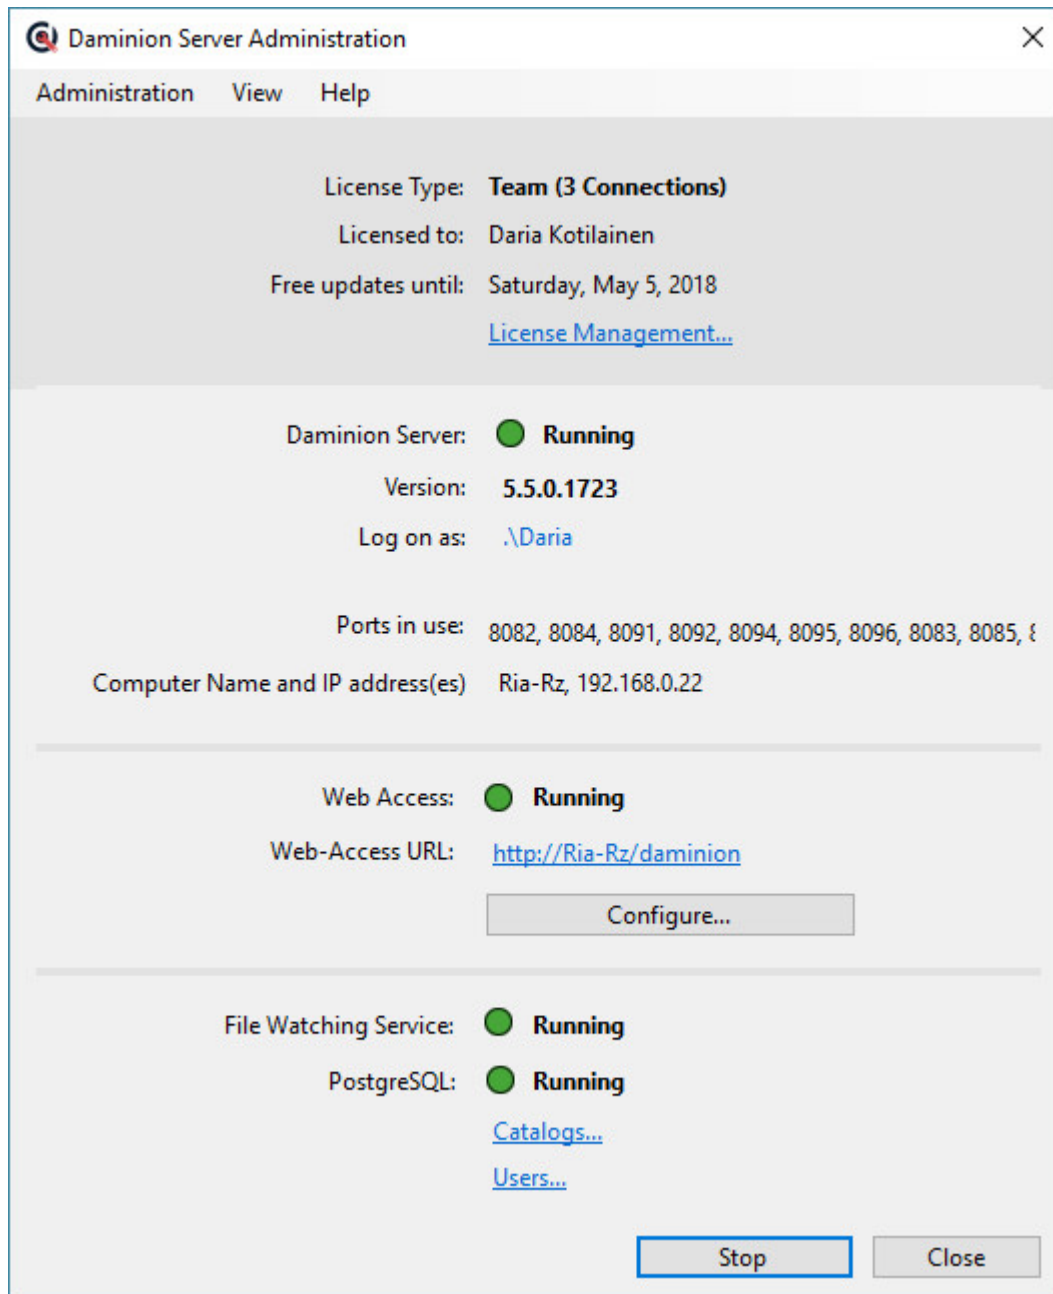 Daminion Server Administration
Administration View Help
License Type: Team (3 Connections)
Licensed to: Daria Kotilainen
Free updates until: Saturday, May 5, 2018
License Management...
Daminion Server: Running
Version: 5.5.0.1723
Log on as: .\Daria
Ports in use: 8082, 8084, 8091, 8092, 8094, 8095, 8096, 8083, 8085,
Computer Name and IP address(es) Ria-Rz, 192.168.0.22
Web Access: Running
Web-Access URL: http://Ria-Rz/daminion
Configure...
File Watching Service: Running
PostgreSQL: Running
Catalogs...
Users...
Stop Close